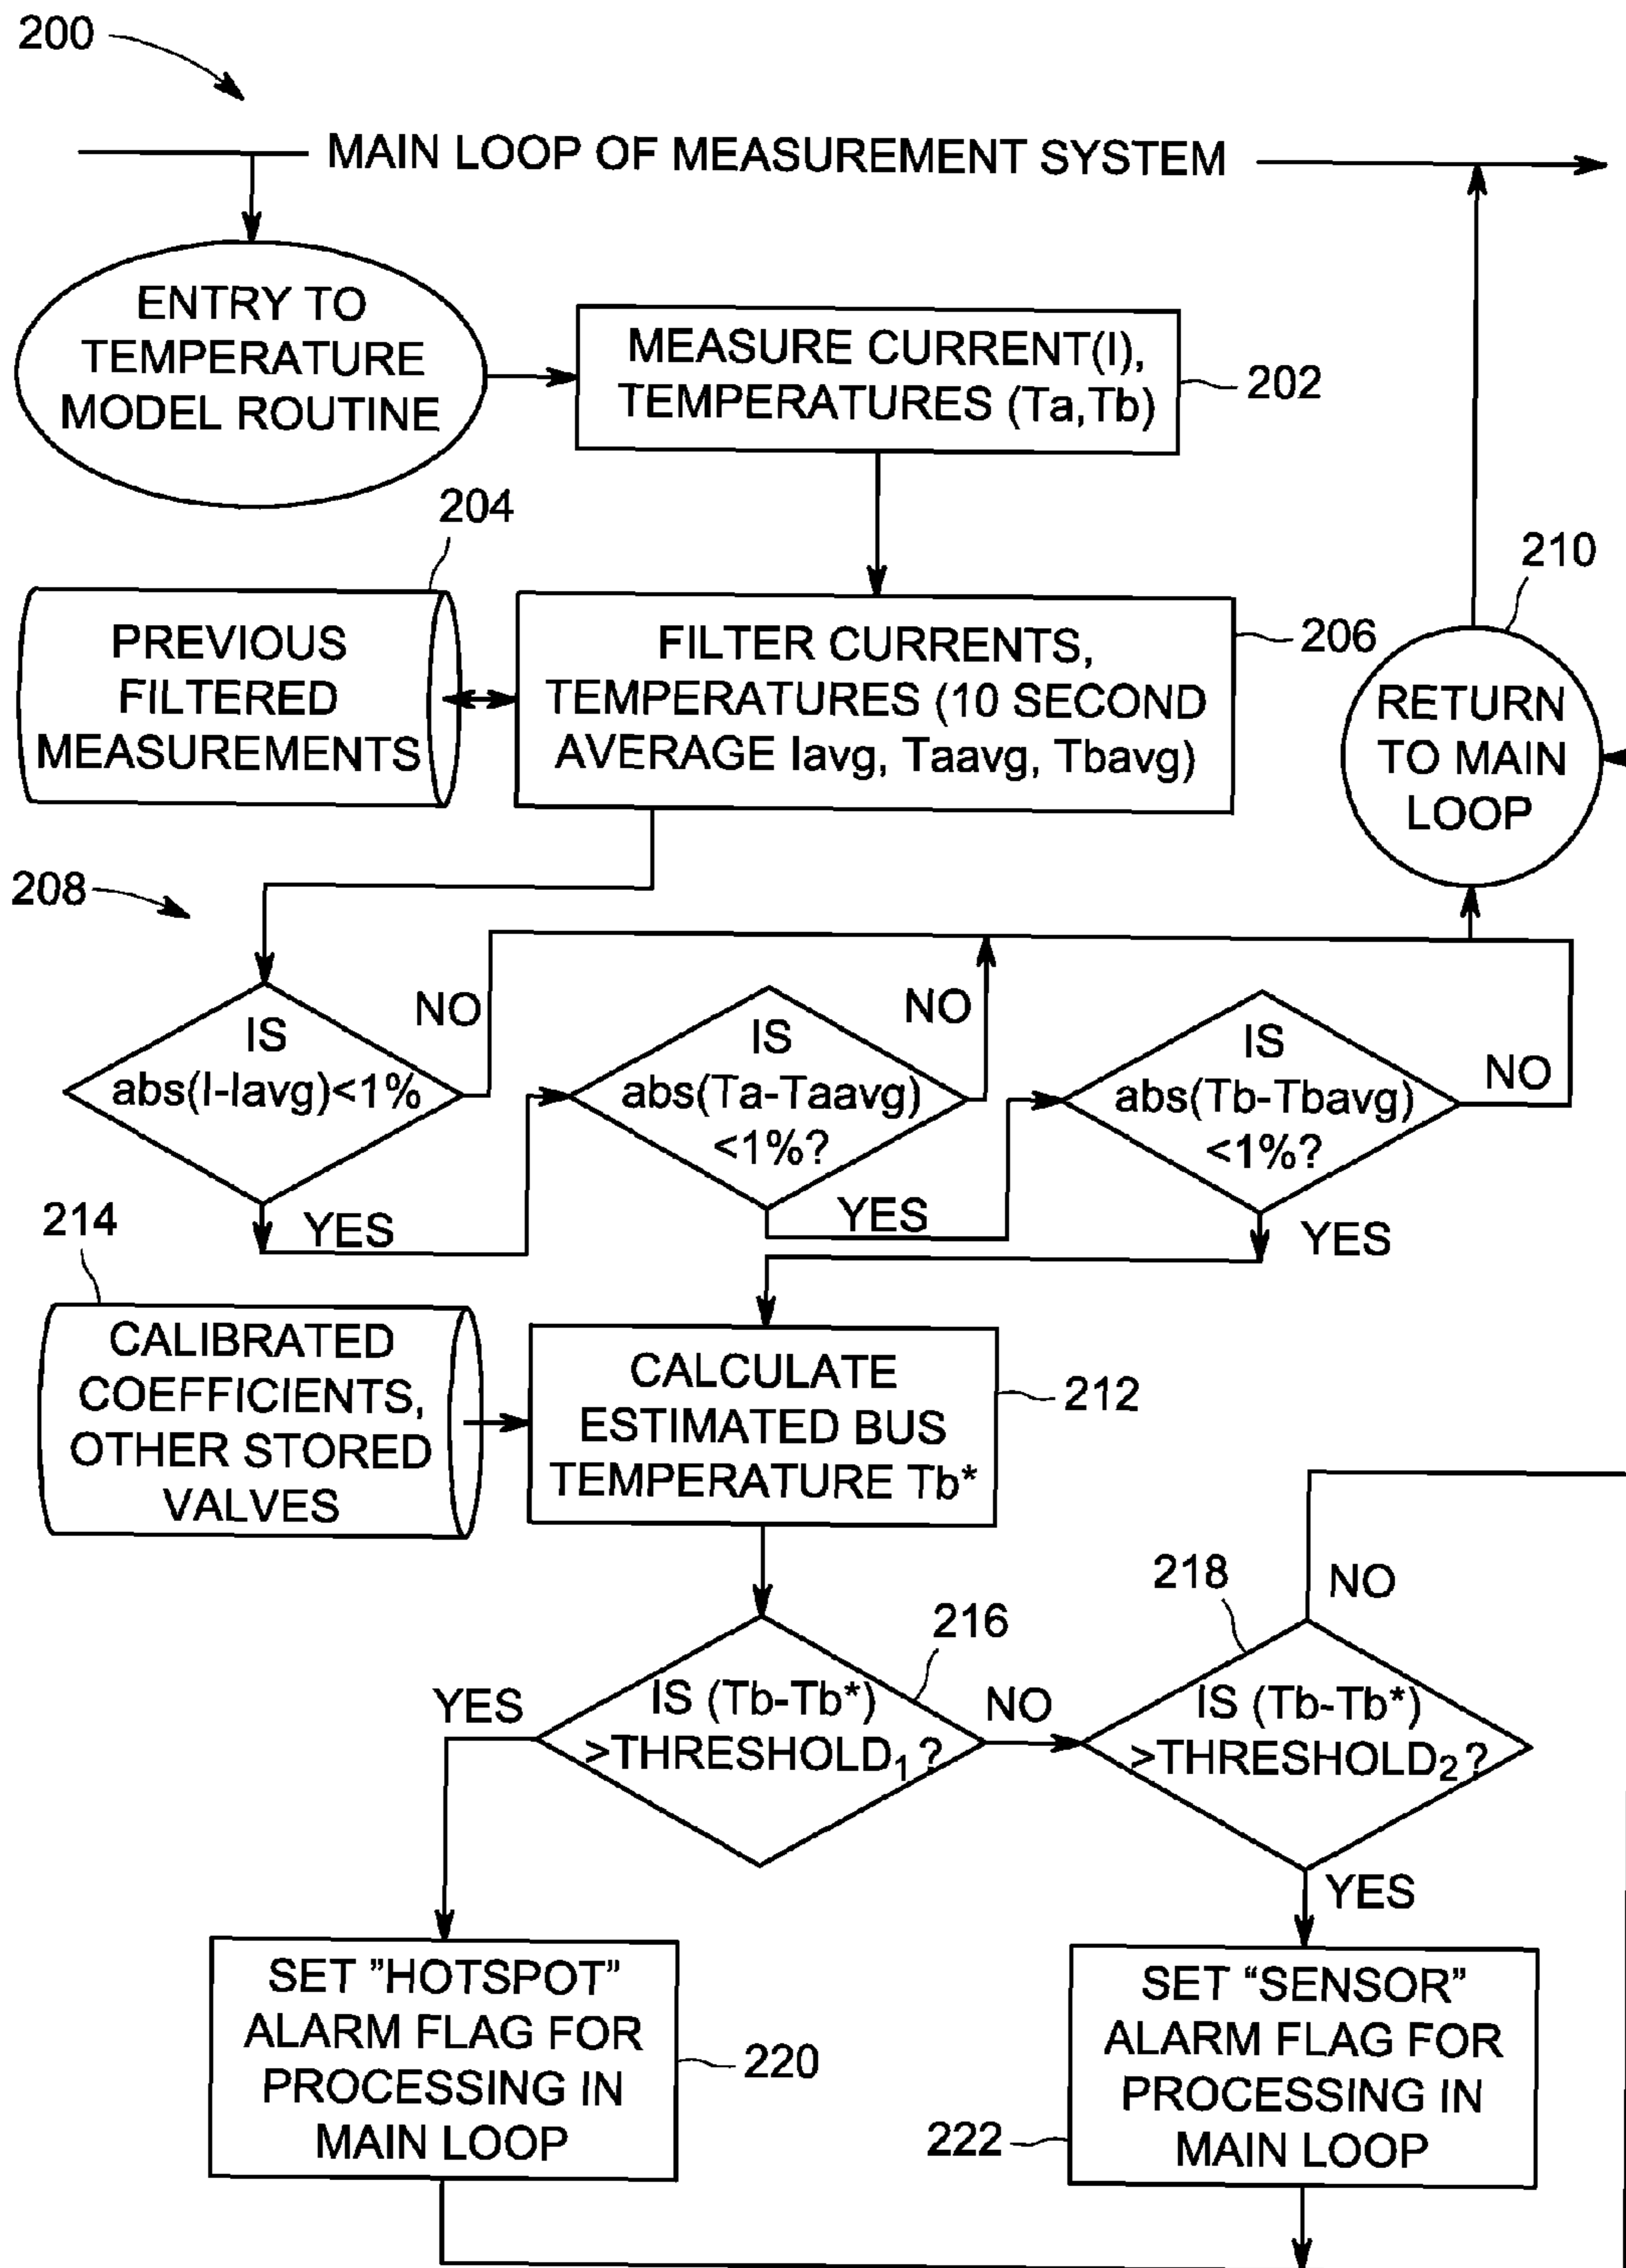 200
MAIN LOOP OF MEASUREMENT SYSTEM
ENTRY TO
TEMPERATURE
MODEL ROUTINE
MEASURE CURRENT(I),
TEMPERATURES (Ta,Tb)
202
204
PREVIOUS
FILTERED
MEASUREMENTS
FILTER CURRENTS,
TEMPERATURES (10 SECOND
AVERAGE Iavg, Taavg, Tbavg)
206
210
RETURN
TO MAIN
LOOP
208
IS
abs(I-Iavg)<1%
NO
YES
IS
abs(Ta-Taavg)
<1%?
NO
YES
IS
abs(Tb-Tbavg)
<1%?
NO
YES
214
CALIBRATED
COEFFICIENTS,
OTHER STORED
VALVES
CALCULATE
ESTIMATED BUS
TEMPERATURE Tb*
212
216
IS (Tb-Tb*)
>THRESHOLD₁?
YES
NO
218
IS (Tb-Tb*)
>THRESHOLD₂?
NO
YES
SET ”HOTSPOT”
ALARM FLAG FOR
PROCESSING IN
MAIN LOOP
220
SET “SENSOR”
ALARM FLAG FOR
PROCESSING IN
MAIN LOOP
222